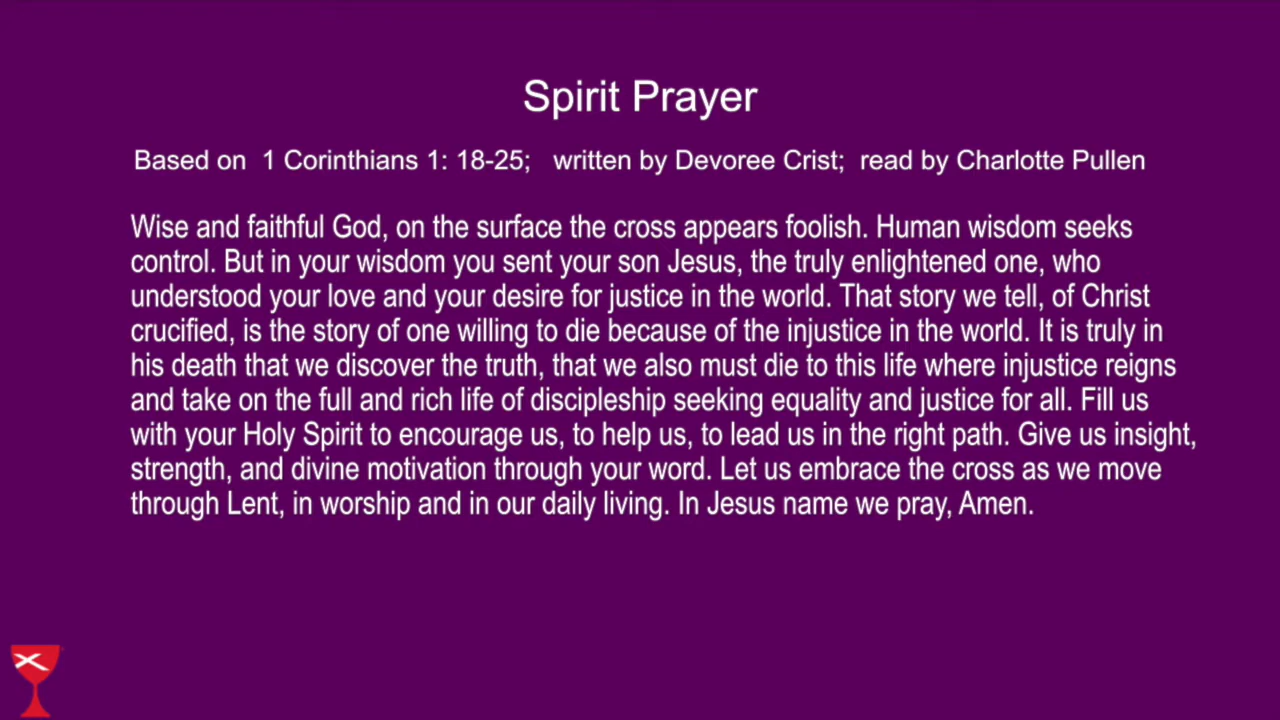 Spirit Prayer
Based on  1 Corinthians 1: 18-25;   written by Devoree Crist;  read by Charlotte Pullen
Wise and faithful God, on the surface the cross appears foolish. Human wisdom seeks
control. But in your wisdom you sent your son Jesus, the truly enlightened one, who
understood your love and your desire for justice in the world. That story we tell, of Christ
crucified, is the story of one willing to die because of the injustice in the world. It is truly in
his death that we discover the truth, that we also must die to this life where injustice reigns
and take on the full and rich life of discipleship seeking equality and justice for all. Fill us
with your Holy Spirit to encourage us, to help us, to lead us in the right path. Give us insight,
strength, and divine motivation through your word. Let us embrace the cross as we move
through Lent, in worship and in our daily living. In Jesus name we pray, Amen.